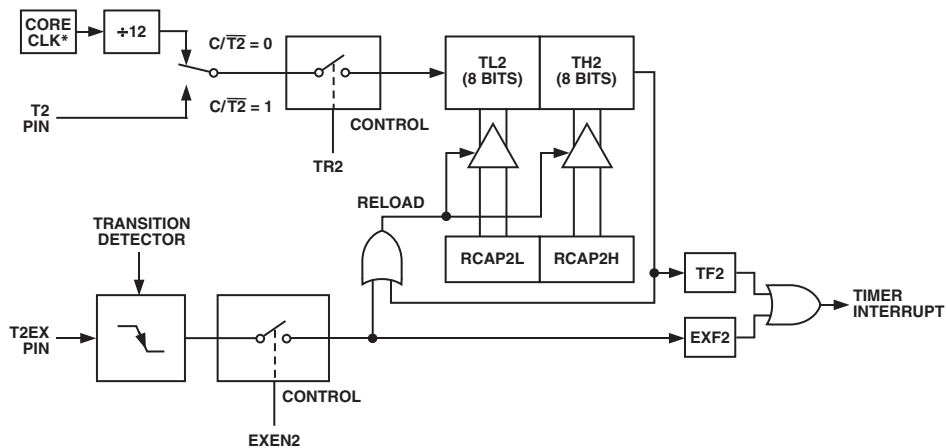 CORE
CLK*
÷12
C/T2̅ = 0
TL2
(8 BITS)
TH2
(8 BITS)
T2
PIN
C/T2̅ = 1
CONTROL
TR2
RELOAD
TRANSITION
DETECTOR
RCAP2L
RCAP2H
TF2
TIMER
INTERRUPT
T2EX
PIN
EXF2
CONTROL
EXEN2